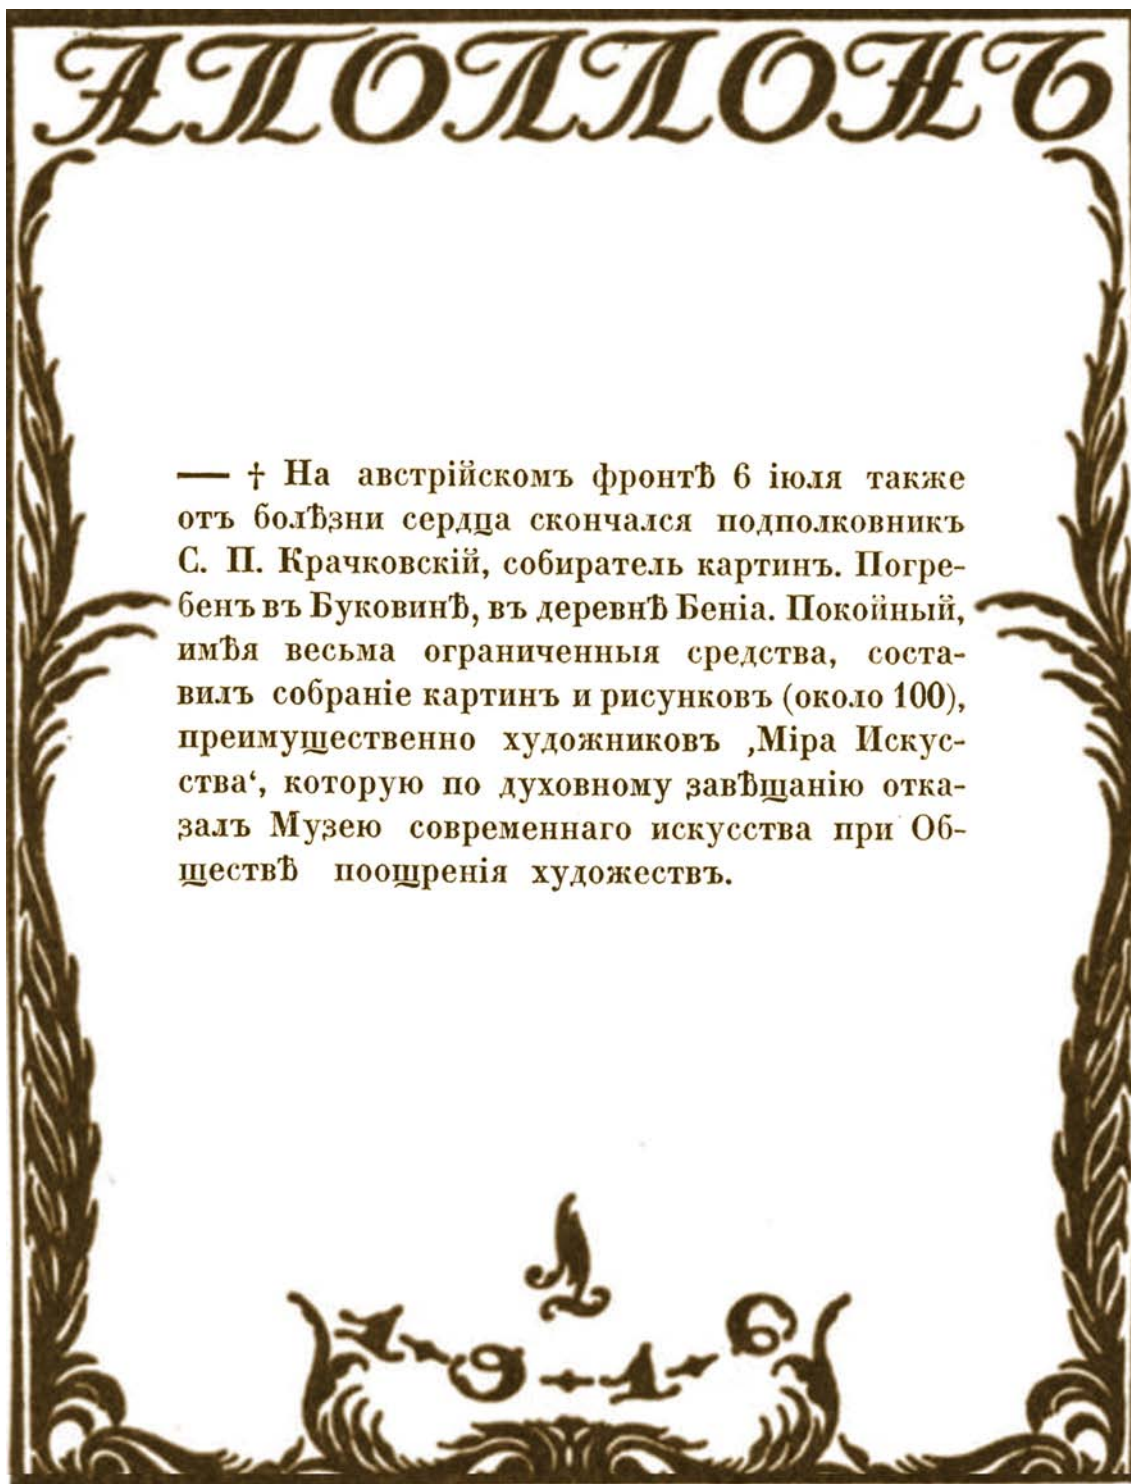 АПОЛЛОНЪ
— † На австрійскомъ фронтѣ 6 іюля также
отъ болѣзни сердца скончался подполковникъ
С. П. Крачковскій, собиратель картинъ. Погре-
бенъ въ Буковинѣ, въ деревнѣ Беніа. Покойный,
имѣя весьма ограниченныя средства, соста-
вилъ собраніе картинъ и рисунковъ (около 100),
преимущественно художниковъ ‚Міра Искус-
ства‘, которую по духовному завѣщанію отка-
залъ Музею современнаго искусства при Об-
ществѣ поощренія художествъ.
1
1-9-1-6